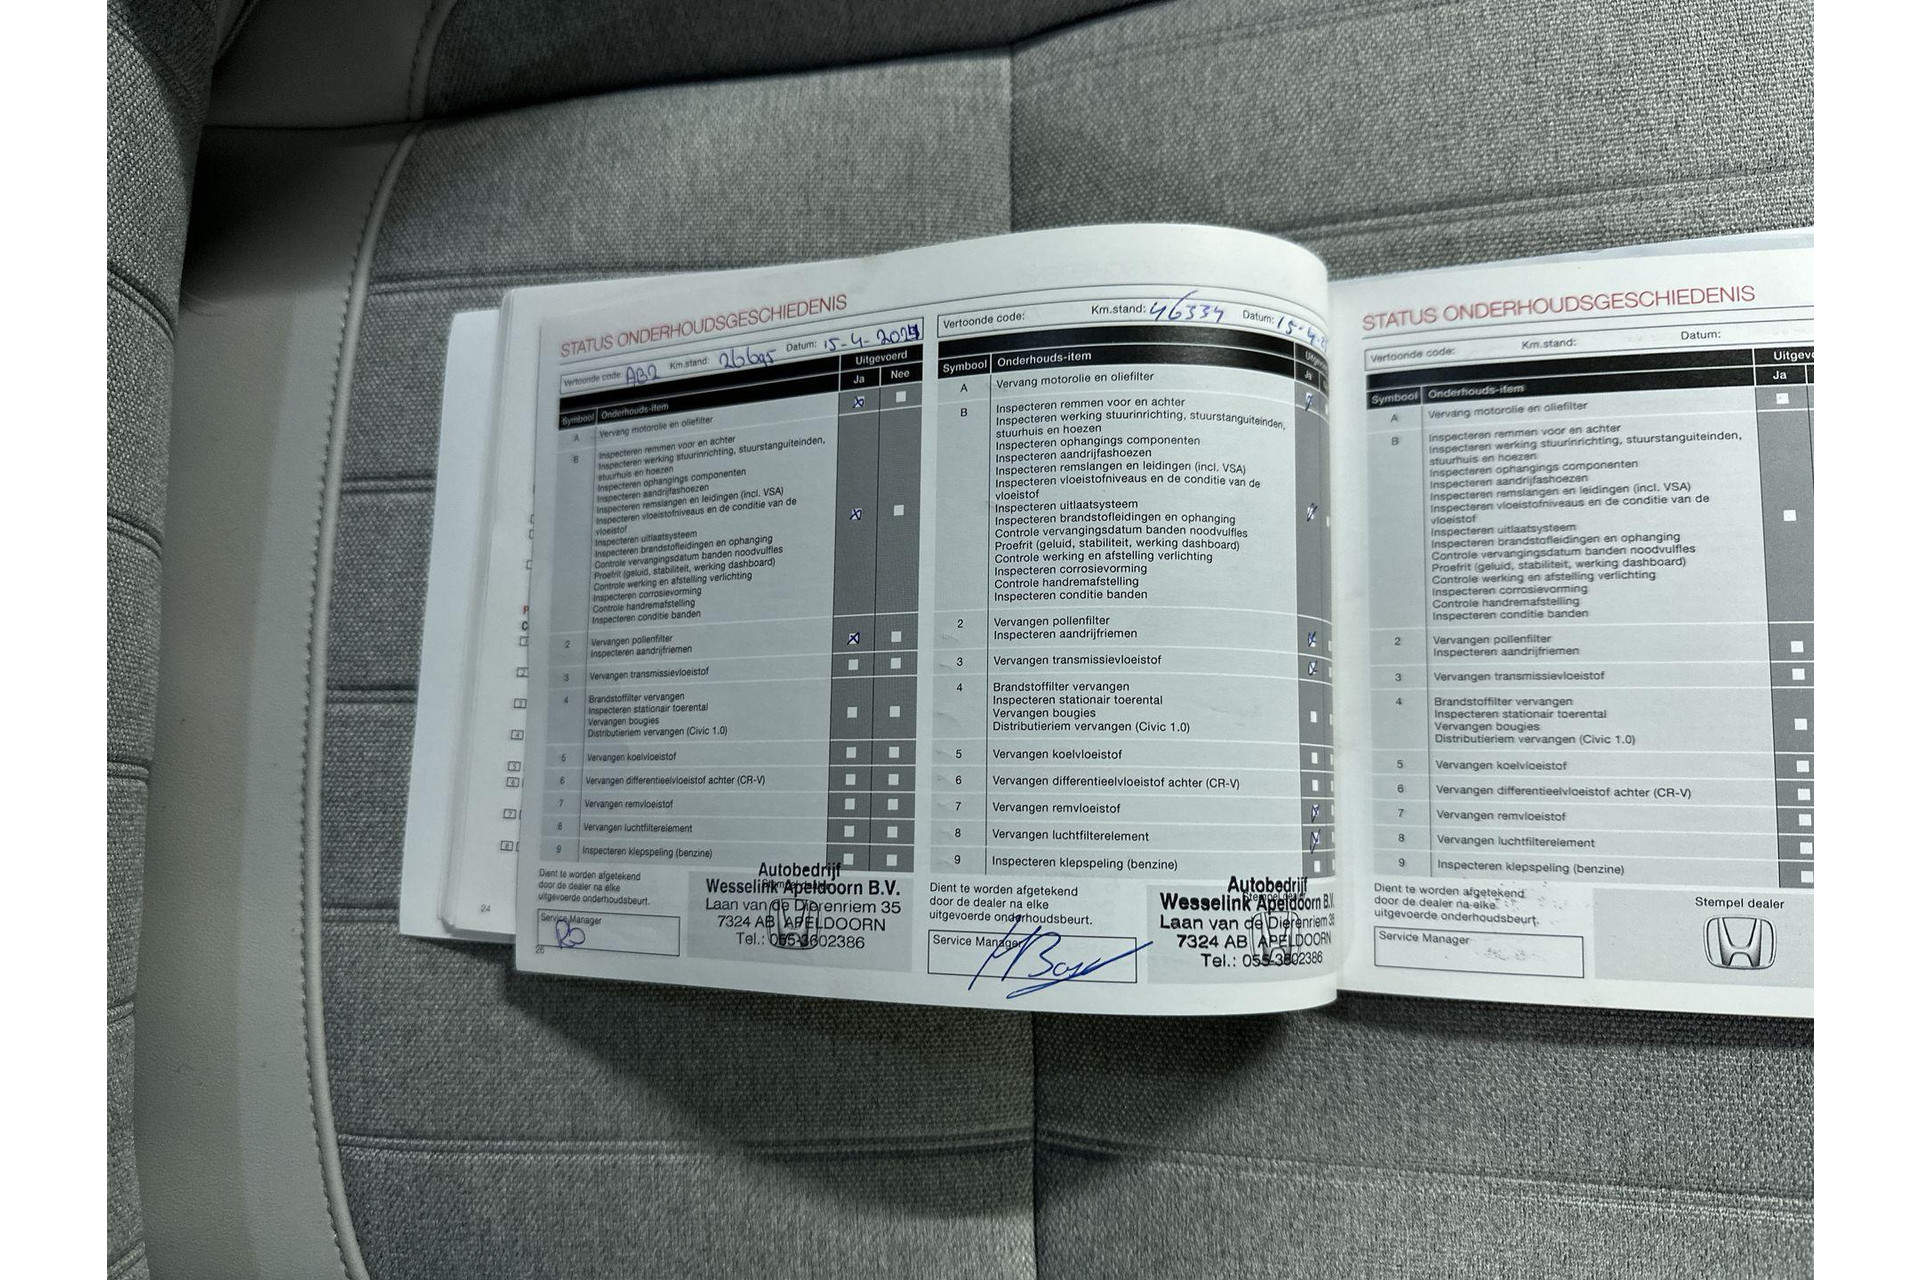 STATUS ONDERHOUDSGESCHIEDENIS
Vertoonde code AB2 Km.stand: 26695 Datum: 15-4-2024
Uitgevoerd
Symbool Onderhouds-item Ja Nee
A Vervang motorolie en oliefilter
B Inspecteren remmen voor en achter
Inspecteren werking stuurinrichting, stuurstanguiteinden,
stuurhuis en hoezen
Inspecteren ophangings componenten
Inspecteren aandrijfashoezen
Inspecteren remslangen en leidingen (incl. VSA)
Inspecteren vloeistofniveaus en de conditie van de
vloeistof
Inspecteren uitlaatsysteem
Inspecteren brandstofleidingen en ophanging
Controle vervangingsdatum banden noodvulfles
Proefrit (geluid, stabiliteit, werking dashboard)
Controle werking en afstelling verlichting
Inspecteren corrosievorming
Controle handremafstelling
Inspecteren conditie banden
2 Vervangen pollenfilter
Inspecteren aandrijfriemen
3 Vervangen transmissievloeistof
4 Brandstoffilter vervangen
Inspecteren stationair toerental
Vervangen bougies
Distributieriem vervangen (Civic 1.0)
5 Vervangen koelvloeistof
6 Vervangen differentieelvloeistof achter (CR-V)
7 Vervangen remvloeistof
8 Vervangen luchtfilterelement
9 Inspecteren klepspeling (benzine)
Dient te worden afgetekend
door de dealer na elke
uitgevoerde onderhoudsbeurt.
Service Manager
Autobedrijf
Wesselink Apeldoorn B.V.
Laan van de Dierenriem 35
7324 AB APELDOORN
Tel.: 055-3602386
24
26
Vertoonde code: Km.stand: 46334 Datum: 15-4-2
Symbool Onderhouds-item Ja
A Vervang motorolie en oliefilter
B Inspecteren remmen voor en achter
Inspecteren werking stuurinrichting, stuurstanguiteinden,
stuurhuis en hoezen
Inspecteren ophangings componenten
Inspecteren aandrijfashoezen
Inspecteren remslangen en leidingen (incl. VSA)
Inspecteren vloeistofniveaus en de conditie van de
vloeistof
Inspecteren uitlaatsysteem
Inspecteren brandstofleidingen en ophanging
Controle vervangingsdatum banden noodvulfles
Proefrit (geluid, stabiliteit, werking dashboard)
Controle werking en afstelling verlichting
Inspecteren corrosievorming
Controle handremafstelling
Inspecteren conditie banden
2 Vervangen pollenfilter
Inspecteren aandrijfriemen
3 Vervangen transmissievloeistof
4 Brandstoffilter vervangen
Inspecteren stationair toerental
Vervangen bougies
Distributieriem vervangen (Civic 1.0)
5 Vervangen koelvloeistof
6 Vervangen differentieelvloeistof achter (CR-V)
7 Vervangen remvloeistof
8 Vervangen luchtfilterelement
9 Inspecteren klepspeling (benzine)
Dient te worden afgetekend
door de dealer na elke
uitgevoerde onderhoudsbeurt.
Service Manager
Autobedrijf
Wesselink Apeldoorn B.V.
Laan van de Dierenriem 35
7324 AB APELDOORN
Tel.: 055-3602386
STATUS ONDERHOUDSGESCHIEDENIS
Vertoonde code: Km.stand: Datum:
Uitgevo
Symbool Onderhouds-item Ja
A Vervang motorolie en oliefilter
B Inspecteren remmen voor en achter
Inspecteren werking stuurinrichting, stuurstanguiteinden,
stuurhuis en hoezen
Inspecteren ophangings componenten
Inspecteren aandrijfashoezen
Inspecteren remslangen en leidingen (incl. VSA)
Inspecteren vloeistofniveaus en de conditie van de
vloeistof
Inspecteren uitlaatsysteem
Inspecteren brandstofleidingen en ophanging
Controle vervangingsdatum banden noodvulfles
Proefrit (geluid, stabiliteit, werking dashboard)
Controle werking en afstelling verlichting
Inspecteren corrosievorming
Controle handremafstelling
Inspecteren conditie banden
2 Vervangen pollenfilter
Inspecteren aandrijfriemen
3 Vervangen transmissievloeistof
4 Brandstoffilter vervangen
Inspecteren stationair toerental
Vervangen bougies
Distributieriem vervangen (Civic 1.0)
5 Vervangen koelvloeistof
6 Vervangen differentieelvloeistof achter (CR-V)
7 Vervangen remvloeistof
8 Vervangen luchtfilterelement
9 Inspecteren klepspeling (benzine)
Dient te worden afgetekend
door de dealer na elke
uitgevoerde onderhoudsbeurt.
Service Manager
Stempel dealer